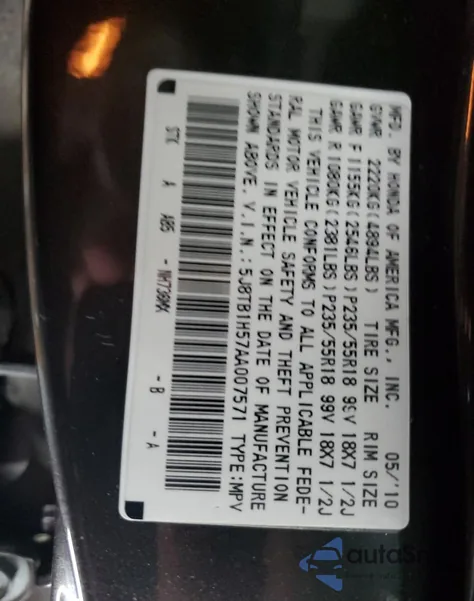 MFD. BY HONDA OF AMERICA MFG., INC. 05/10
GVWR 2220KG(4894LBS) TIRE SIZE RIM SIZE
GAWR F 1155KG(2546LBS)P235/55R18 99V 18X7 1/2J
GAWR R 1080KG(2381LBS)P235/55R18 99V 18X7 1/2J
THIS VEHICLE CONFORMS TO ALL APPLICABLE FEDE-
RAL MOTOR VEHICLE SAFETY AND THEFT PREVENTION
STANDARDS IN EFFECT ON THE DATE OF MANUFACTURE
SHOWN ABOVE. V.I.N.:5J8TB1H57AA007571 TYPE:MPV
STK A A85 - - B - A